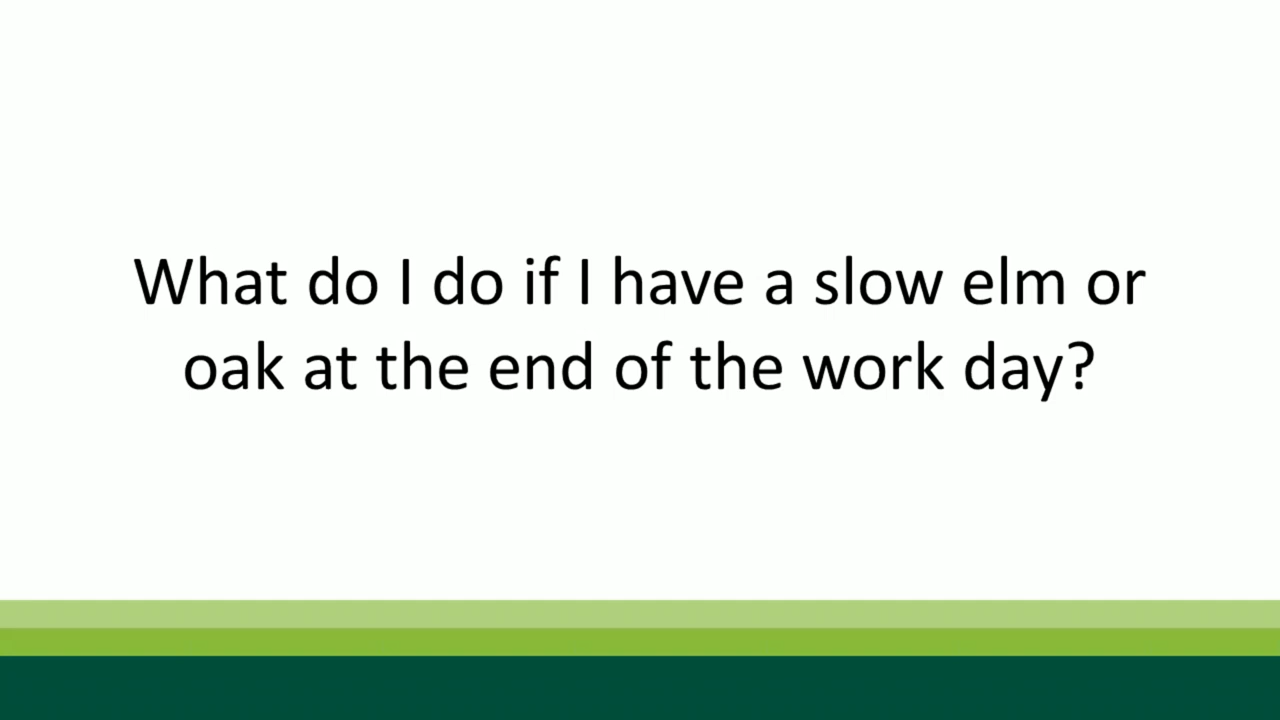 What do I do if I have a slow elm or
oak at the end of the work day?